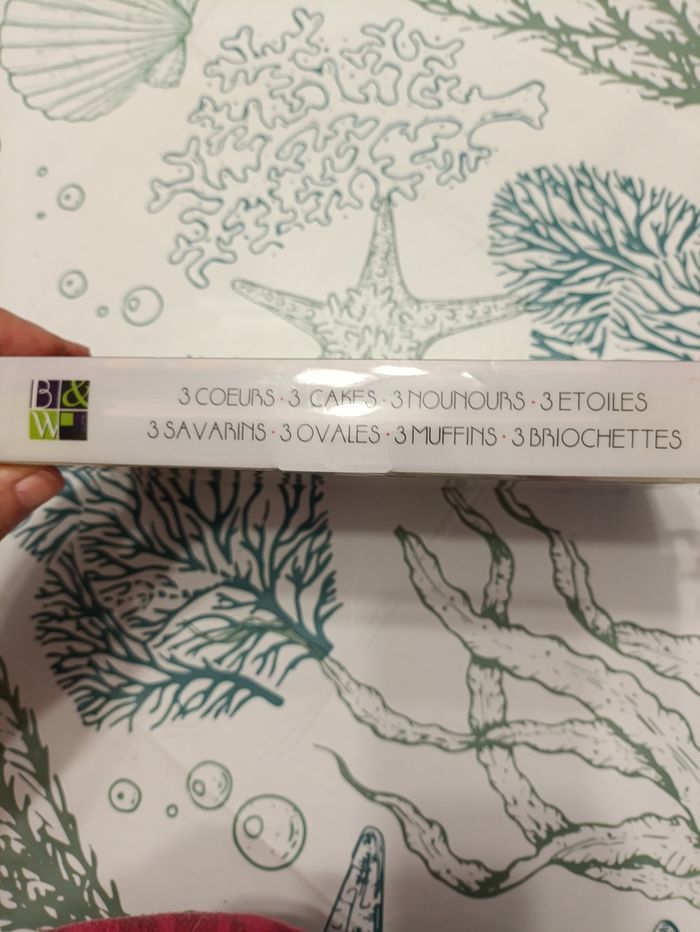 B&
W
3 COEURS · 3 CAKES · 3 NOUNOURS · 3 ETOILES
3 SAVARINS · 3 OVALES · 3 MUFFINS · 3 BRIOCHETTES